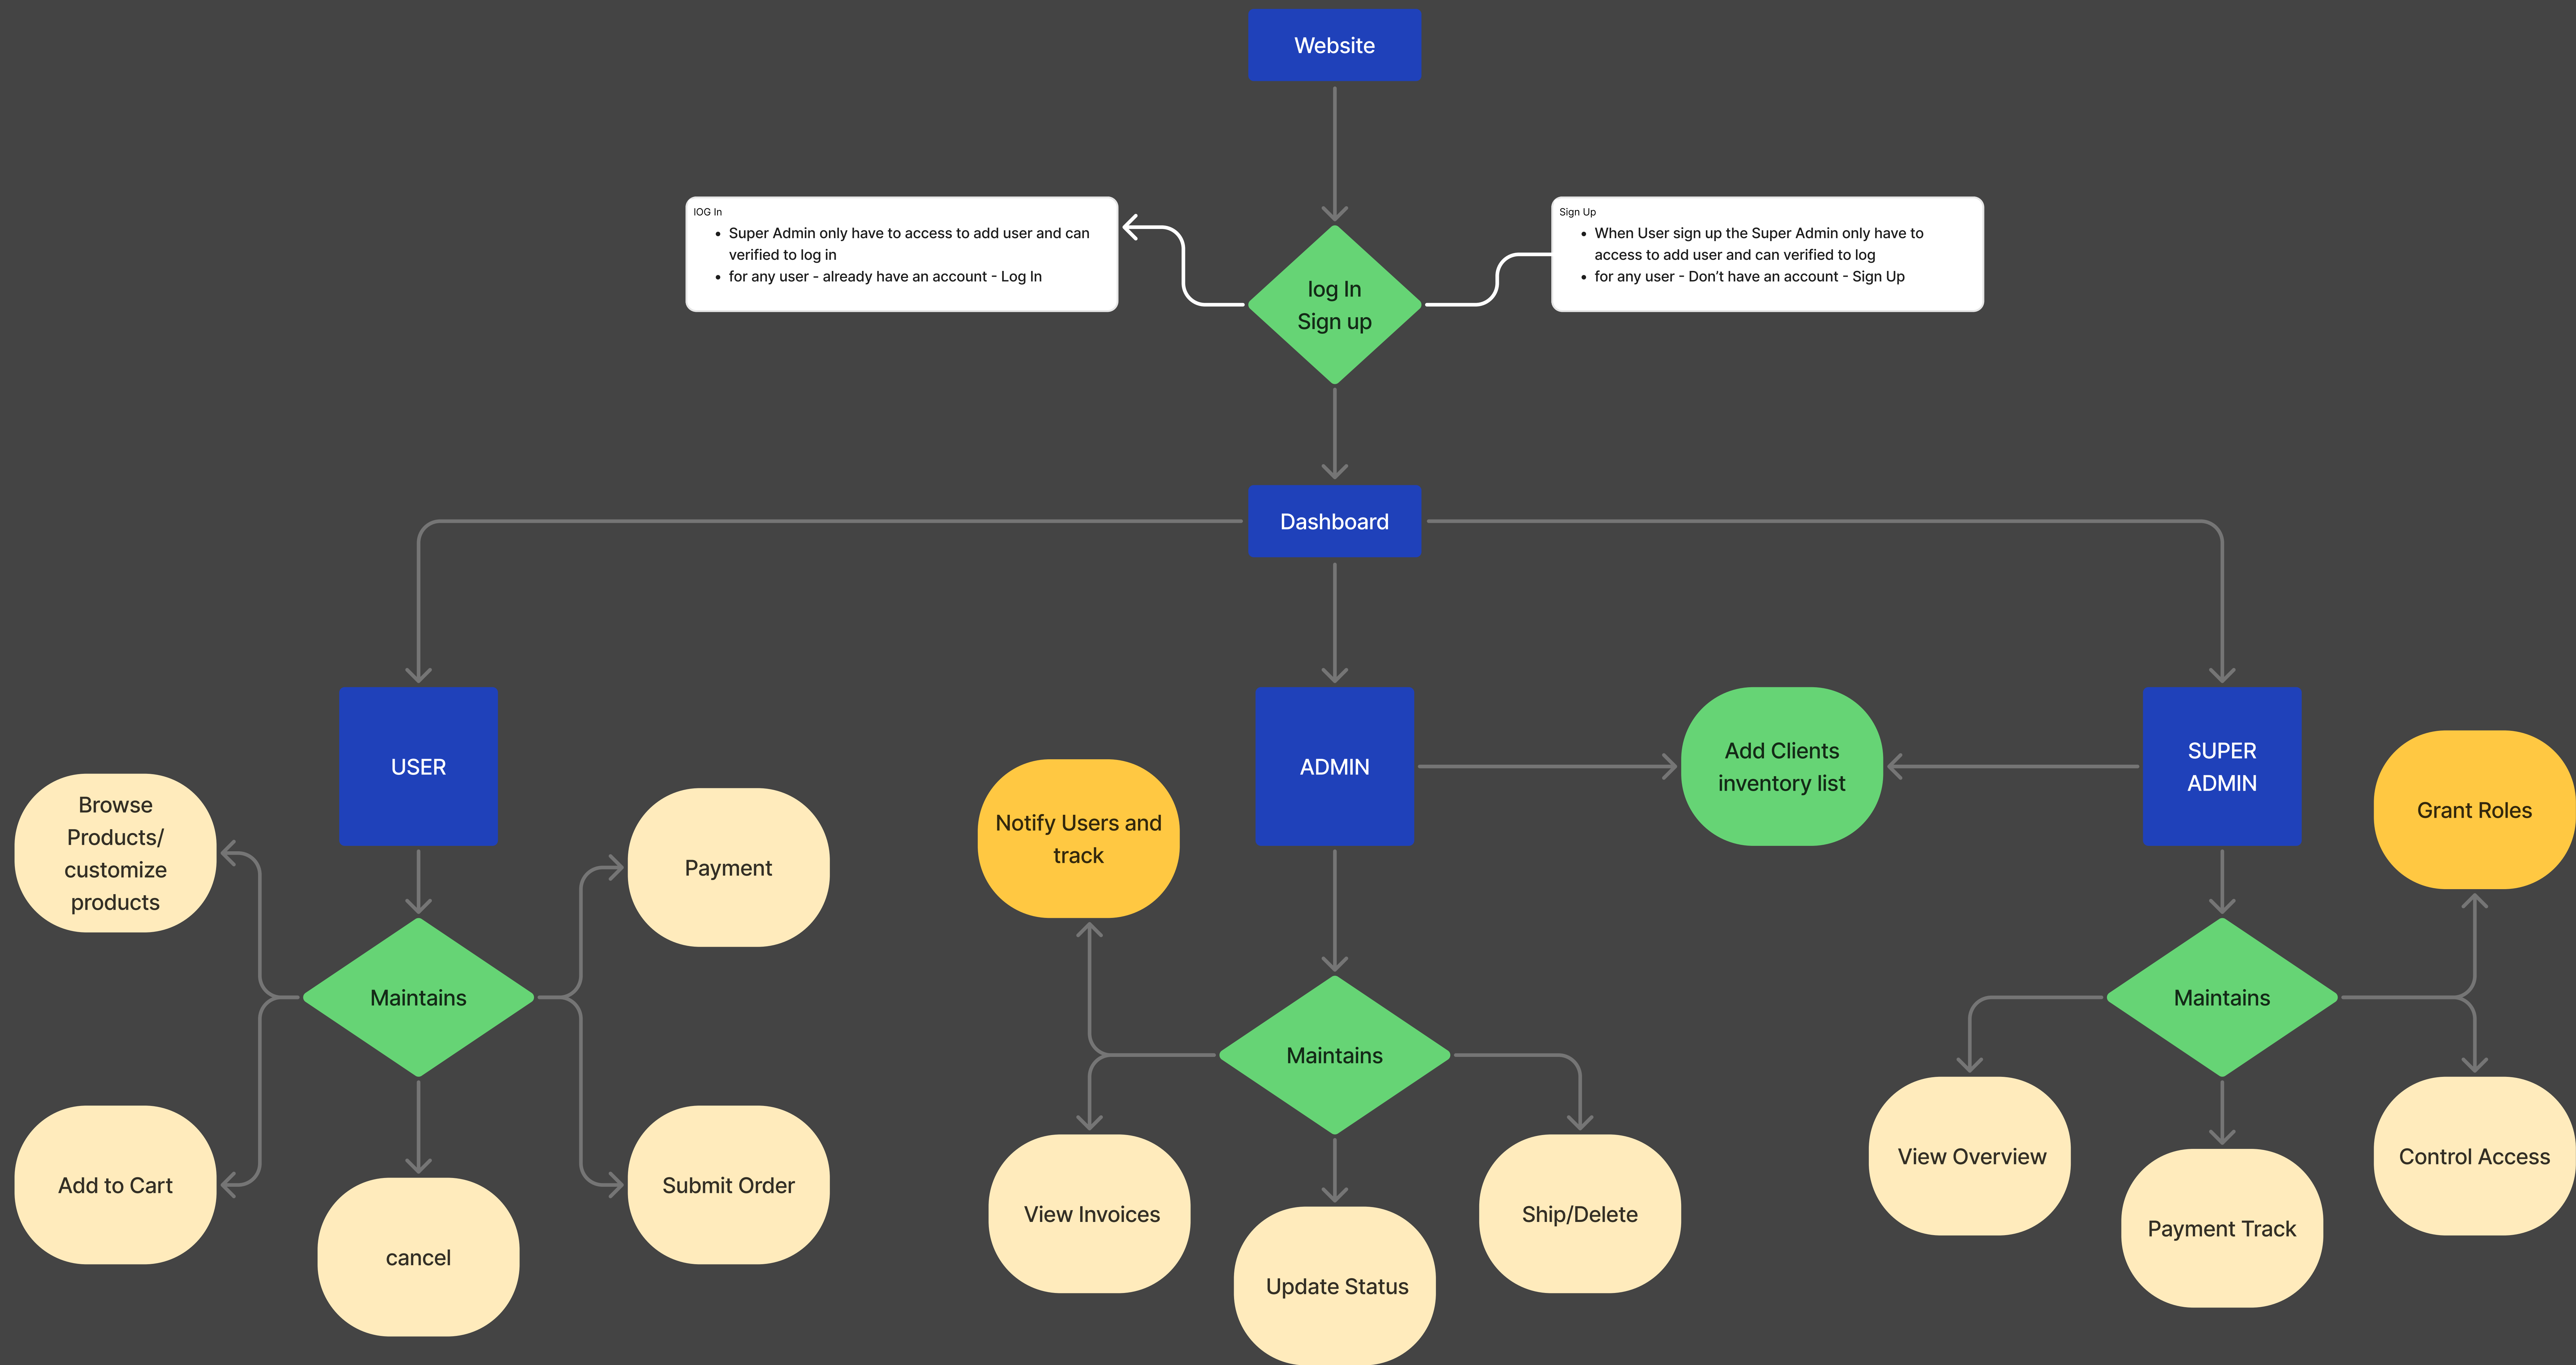 Website
lOG In
• Super Admin only have to access to add user and can
verified to log in
• for any user - already have an account - Log In
log In
Sign up
Sign Up
• When User sign up the Super Admin only have to
access to add user and can verified to log
• for any user - Don't have an account - Sign Up
Dashboard
USER
ADMIN
Add Clients
inventory list
SUPER
ADMIN
Browse
Products/
customize
products
Payment
Notify Users and
track
Grant Roles
Maintains
Maintains
Maintains
Add to Cart
cancel
Submit Order
View Invoices
Update Status
Ship/Delete
View Overview
Payment Track
Control Access